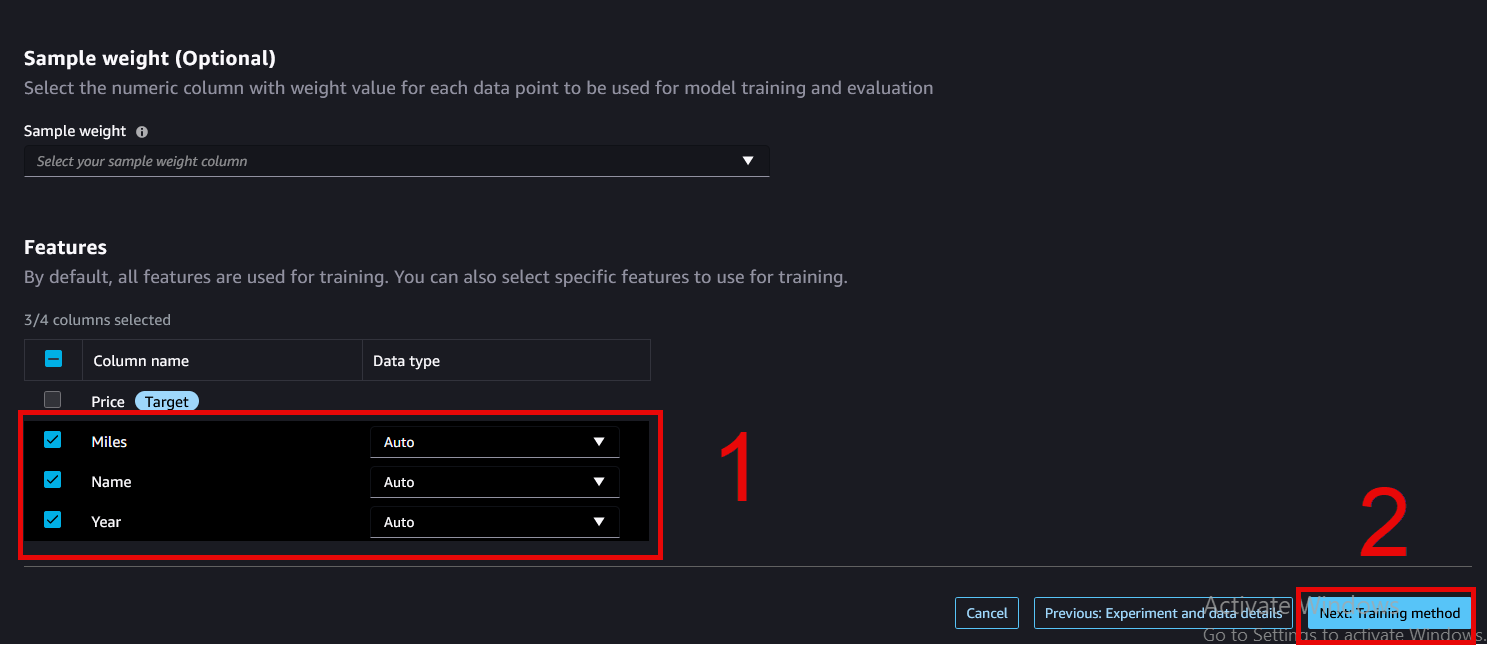 Sample weight (Optional)
Select the numeric column with weight value for each data point to be used for model training and evaluation
Sample weight
Select your sample weight column
Features
By default, all features are used for training. You can also select specific features to use for training.
3/4 columns selected
Column name Data type
Price Target
Miles Auto
Name Auto
Year Auto
1
2
Cancel Previous: Experiment and data details Next: Training method
Activate Windows
Go to Settings to activate Windows.